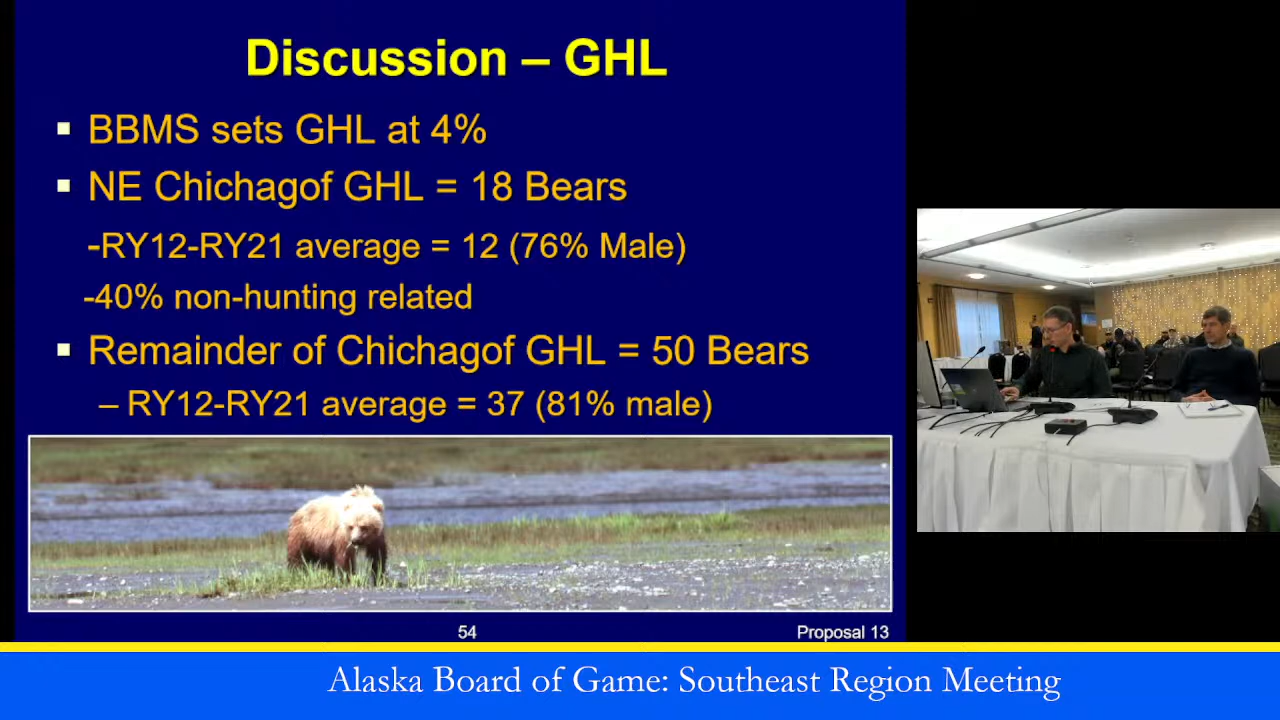 Discussion – GHL
▪ BBMS sets GHL at 4%
▪ NE Chichagof GHL = 18 Bears
-RY12-RY21 average = 12 (76% Male)
-40% non-hunting related
▪ Remainder of Chichagof GHL = 50 Bears
– RY12-RY21 average = 37 (81% male)
54
Proposal 13
Alaska Board of Game: Southeast Region Meeting